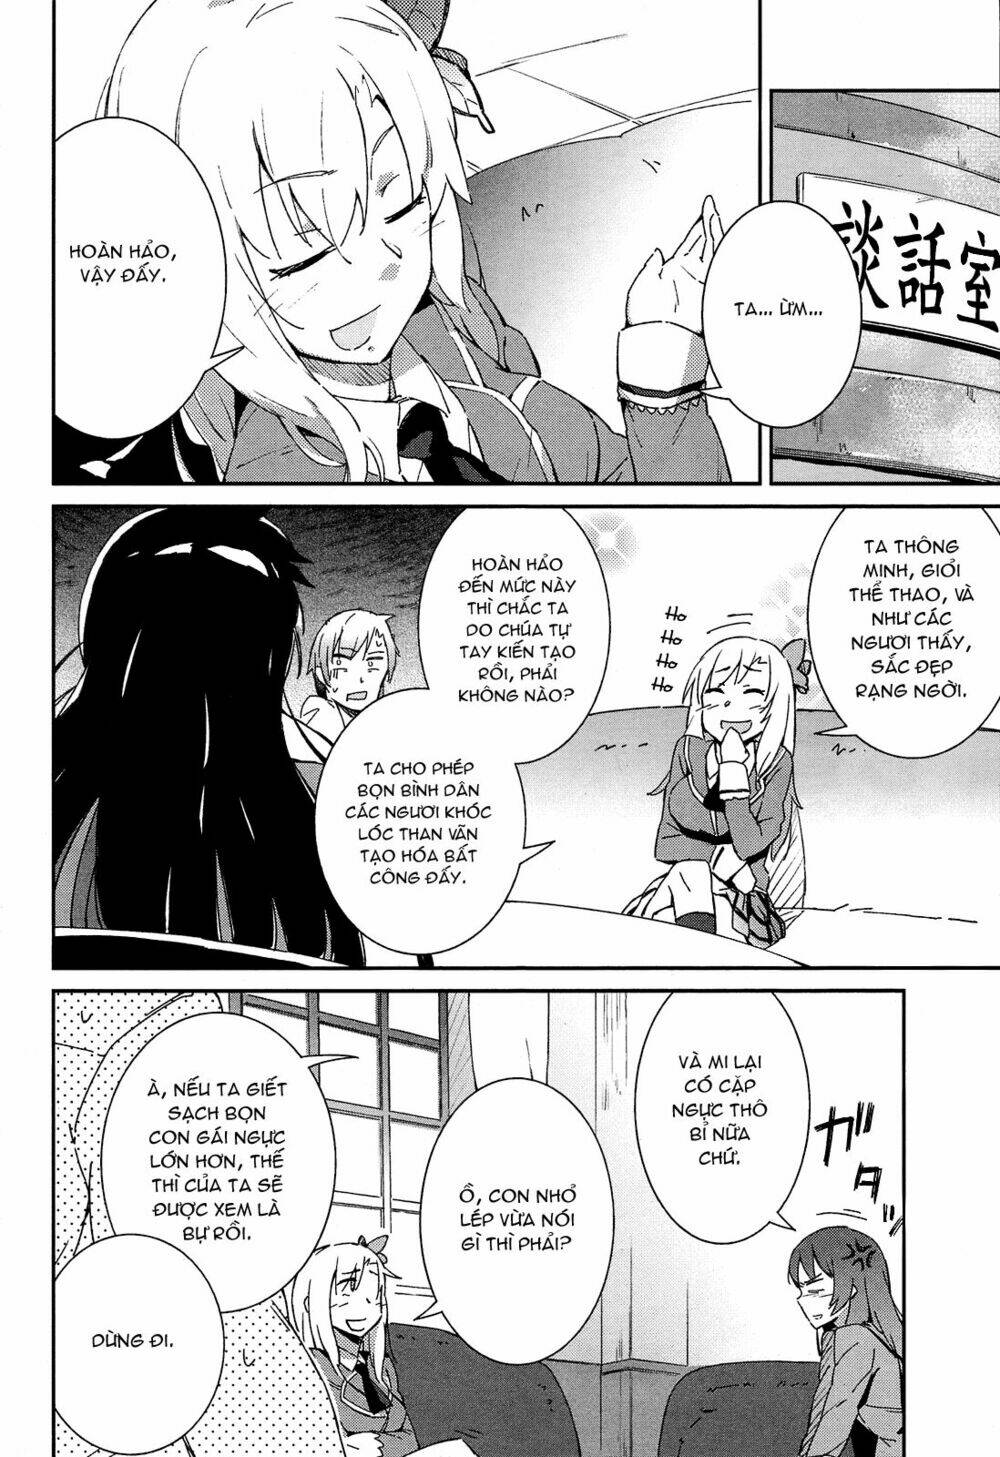 談話室
TA... ỪM...
HOÀN HẢO,
VẬY ĐẤY.
TA THÔNG
MINH, GIỎI
THỂ THAO, VÀ
NHƯ CÁC
NGƯƠI THẤY,
SẮC ĐẸP
RẠNG NGỜI.
HO
HO
HO
HO
HOÀN HẢO
ĐẾN MỨC NÀY
THÌ CHẮC TA
DO CHÚA TỰ
TAY KIẾN TẠO
RỒI, PHẢI
KHÔNG NÀO?
TA CHO PHÉP
BỌN BÌNH DÂN
CÁC NGƯƠI KHÓC
LÓC THAN VÃN
TẠO HÓA BẤT
CÔNG ĐẤY.
VÀ MI LẠI
CÓ CẶP
NGỰC THÔ
BỈ NỮA
CHỨ.
ガタッ
Ồ, CON NHỎ
LÉP VỪA NÓI
GÌ THÌ PHẢI?
À, NẾU TA GIẾT
SẠCH BỌN
CON GÁI NGỰC
LỚN HƠN, THẾ
THÌ CỦA TA SẼ
ĐƯỢC XEM LÀ
BỰ RỒI.
DỪNG ĐI.